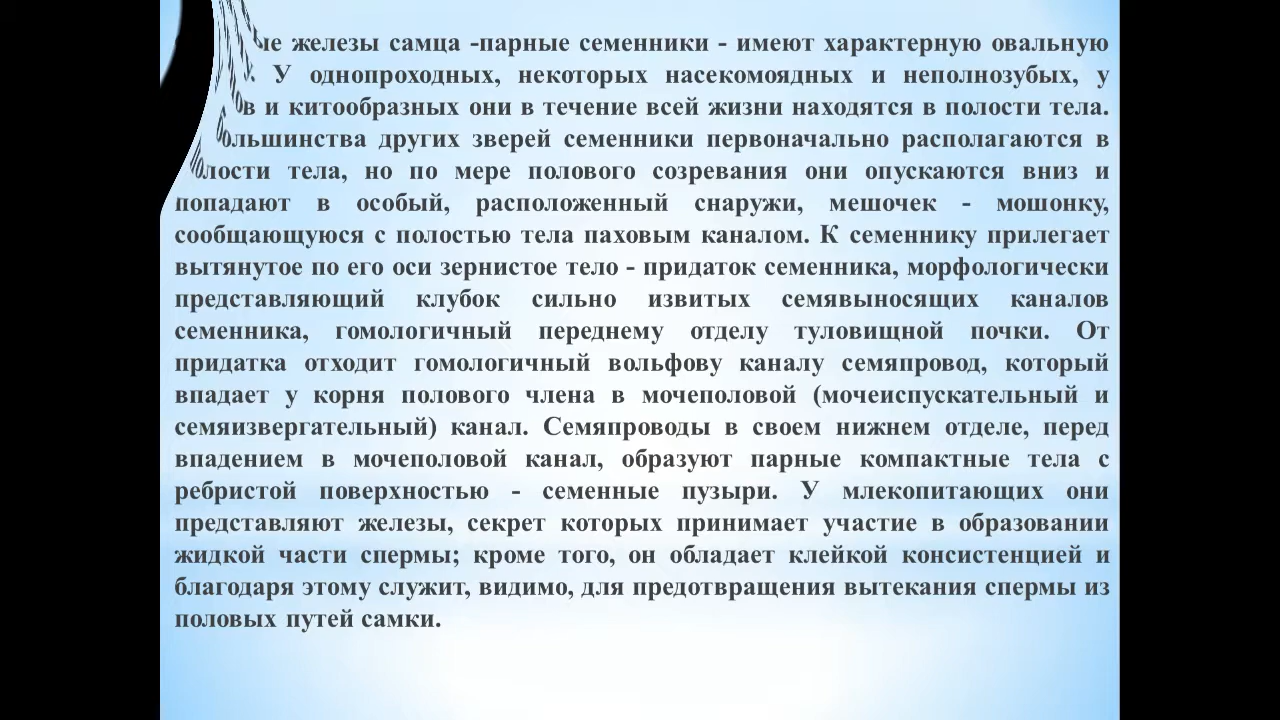 железы самца -парные семенники - имеют характерную овальную
У однопроходных, некоторых насекомоядных и неполнозубых, у
и китообразных они в течение всей жизни находятся в полости тела.
других зверей семенники первоначально располагаются в
тела, но по мере полового созревания они опускаются вниз и
попадают в особый, расположенный снаружи, мешочек - мошонку,
сообщающуюся с полостью тела паховым каналом. К семеннику прилегает
вытянутое по его оси зернистое тело - придаток семенника, морфологически
представляющий клубок сильно извитых семявыносящих каналов
семенника, гомологичный переднему отделу туловищной почки. От
придатка отходит гомологичный вольфову каналу семяпровод, который
впадает у корня полового члена в мочеполовой (мочеиспускательный и
семяизвергательный) канал. Семяпроводы в своем нижнем отделе, перед
впадением в мочеполовой канал, образуют парные компактные тела с
ребристой поверхностью - семенные пузыри. У млекопитающих они
представляют железы, секрет которых принимает участие в образовании
жидкой части спермы; кроме того, он обладает клейкой консистенцией и
благодаря этому служит, видимо, для предотвращения вытекания спермы из
половых путей самки.